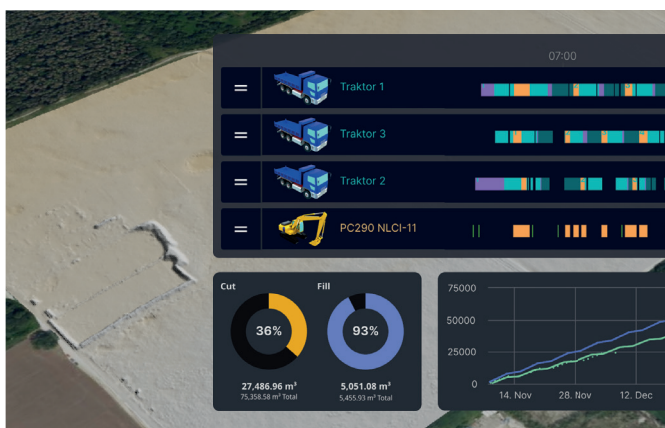 07:00
Traktor 1
Traktor 3
Traktor 2
PC290 NLCI-11
Cut
Fill
36%
93%
27,486.96 m³
75,358.58 m³ Total
5,051.08 m³
5,455.93 m³ Total
75000
50000
25000
0
14. Nov
28. Nov
12. Dec